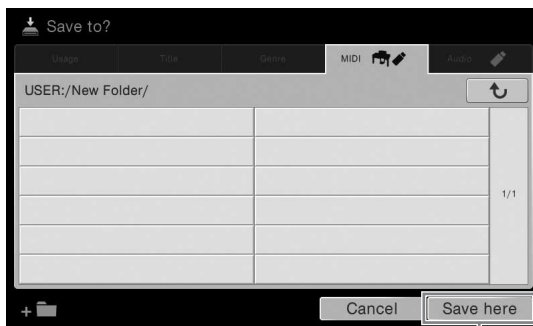 Save to?
Usage Title Genre MIDI Audio
USER:/New Folder/
1/1
+ Cancel Save here